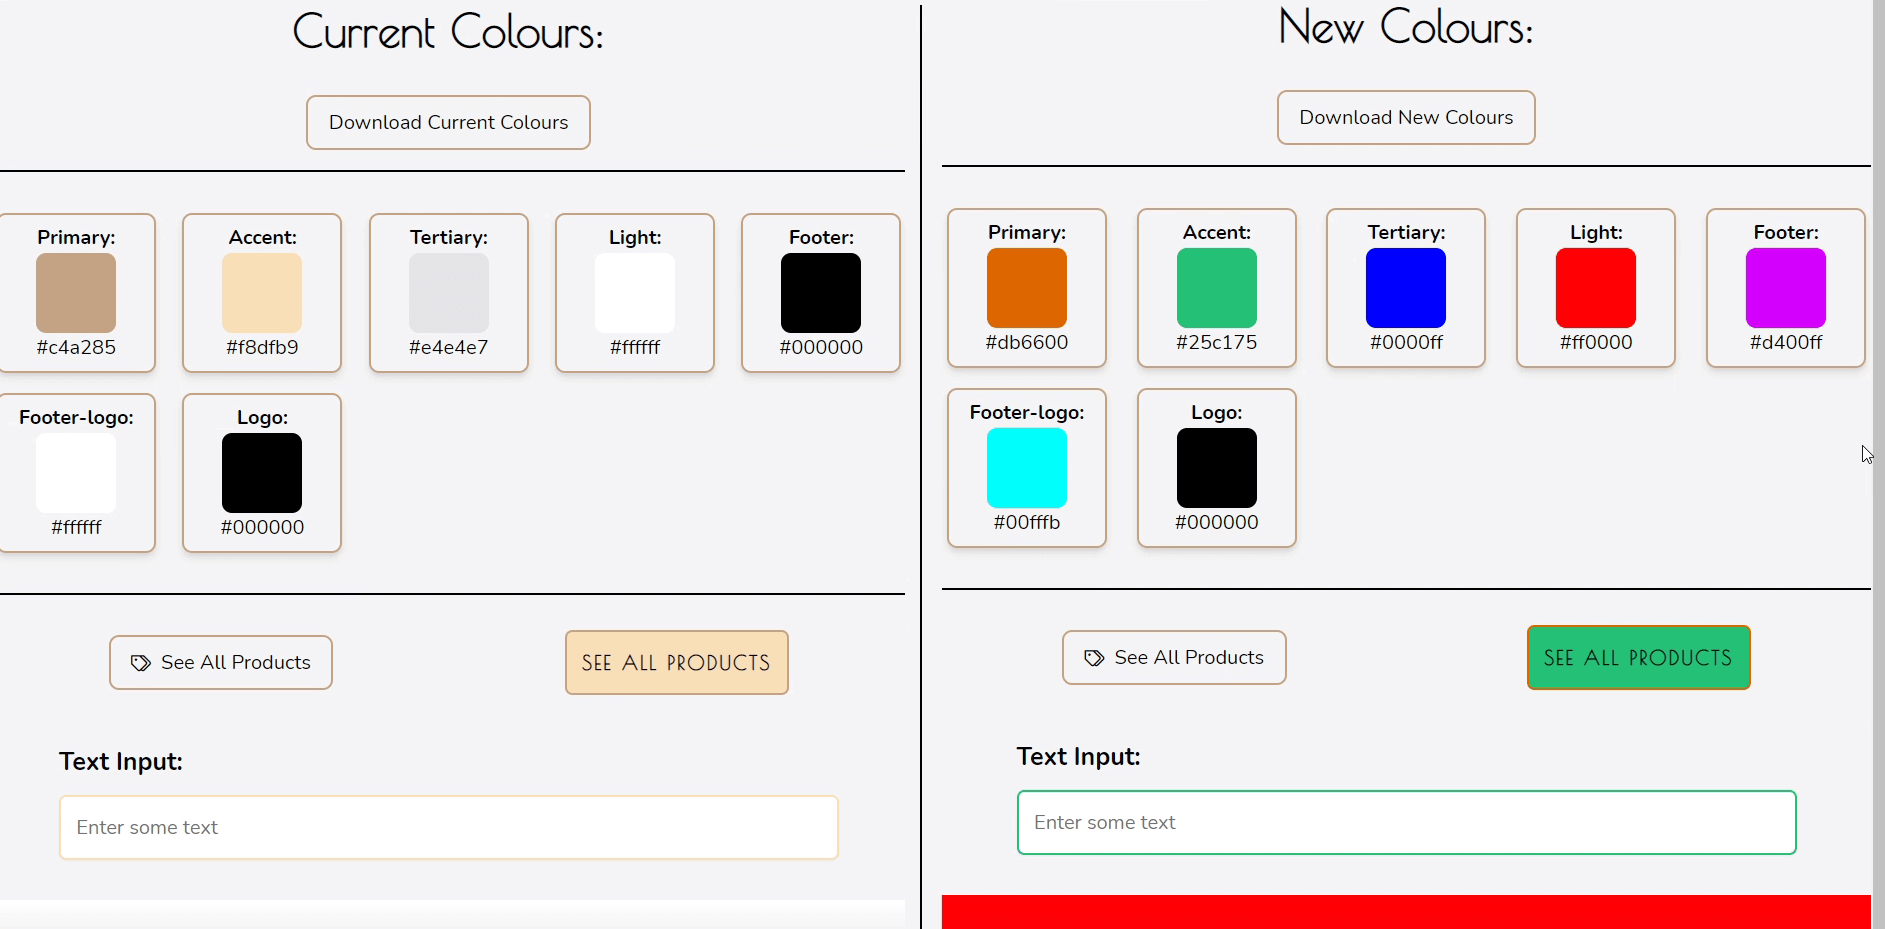 Current Colours:
Download Current Colours
Primary:
#c4a285
Accent:
#f8dfb9
Tertiary:
#e4e4e7
Light:
#ffffff
Footer:
#000000
Footer-logo:
#ffffff
Logo:
#000000
See All Products
SEE ALL PRODUCTS
Text Input:
Enter some text
New Colours:
Download New Colours
Primary:
#db6600
Accent:
#25c175
Tertiary:
#0000ff
Light:
#ff0000
Footer:
#d400ff
Footer-logo:
#00fffb
Logo:
#000000
See All Products
SEE ALL PRODUCTS
Text Input:
Enter some text